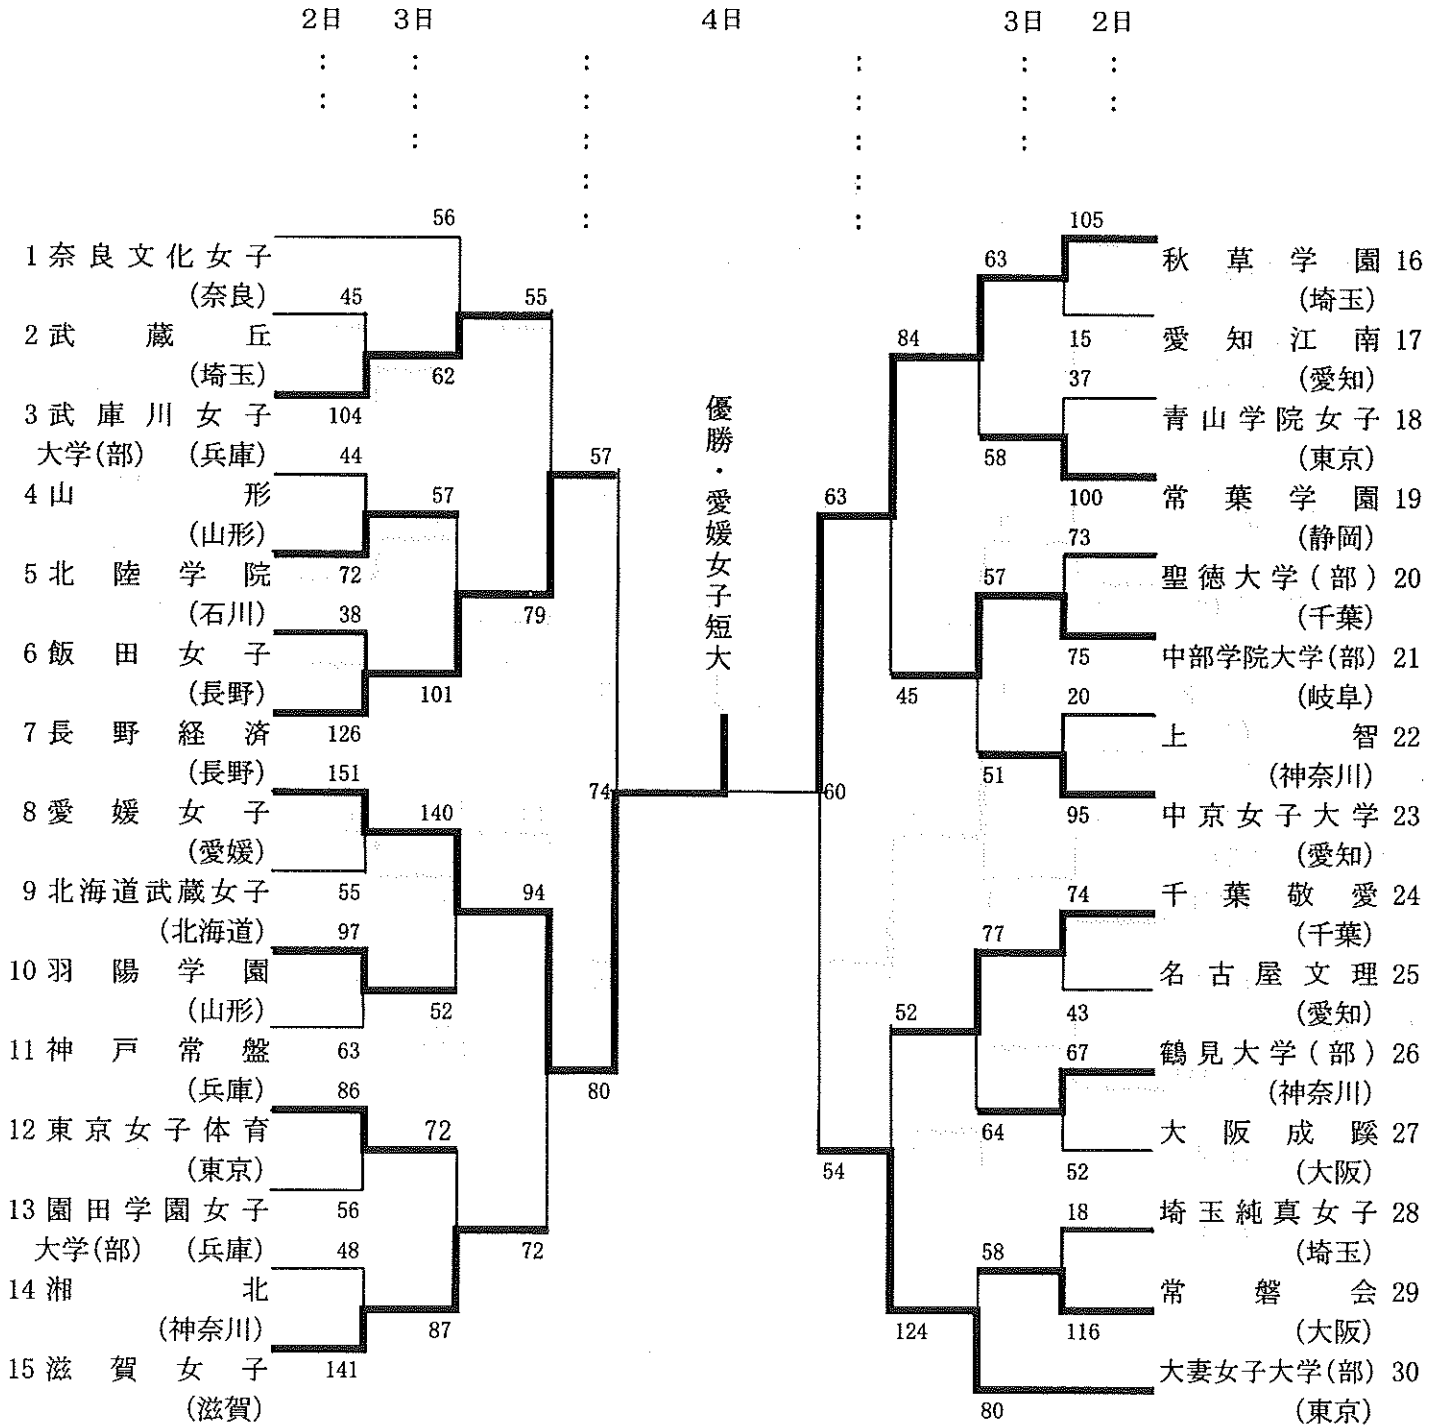 2日 3日 4日 3日 2日
56
1 奈良文化女子
(奈良) 45 55
2 武蔵丘
(埼玉) 62
3 武庫川女子 104
大学(部) (兵庫) 44 57
4 山形 57
(山形)
5 北陸学院 72
(石川) 38 79
6 飯田女子
(長野) 101
7 長野経済 126
(長野) 151 74
8 愛媛女子 140
(愛媛)
9 北海道武蔵女子 55 94
(北海道) 97
10 羽陽学園
(山形) 52
11 神戸常盤 63
(兵庫) 86 80
12 東京女子体育 72
(東京)
13 園田学園女子 56
大学(部) (兵庫) 48 72
14 湘北
(神奈川) 87
15 滋賀女子 141
(滋賀)
優勝・愛媛女子短大
105
63 秋草学園 16
(埼玉)
84 15 愛知江南 17
37 (愛知)
青山学院女子 18
58 (東京)
63 100 常葉学園 19
73 (静岡)
57 聖徳大学(部) 20
(千葉)
75 中部学院大学(部) 21
45 20 (岐阜)
上智 22
51 (神奈川)
60 95 中京女子大学 23
(愛知)
74 千葉敬愛 24
77 (千葉)
名古屋文理 25
52 43 (愛知)
67 鶴見大学(部) 26
(神奈川)
64 大阪成蹊 27
54 52 (大阪)
18 埼玉純真女子 28
58 (埼玉)
常磐会 29
124 116 (大阪)
大妻女子大学(部) 30
80 (東京)